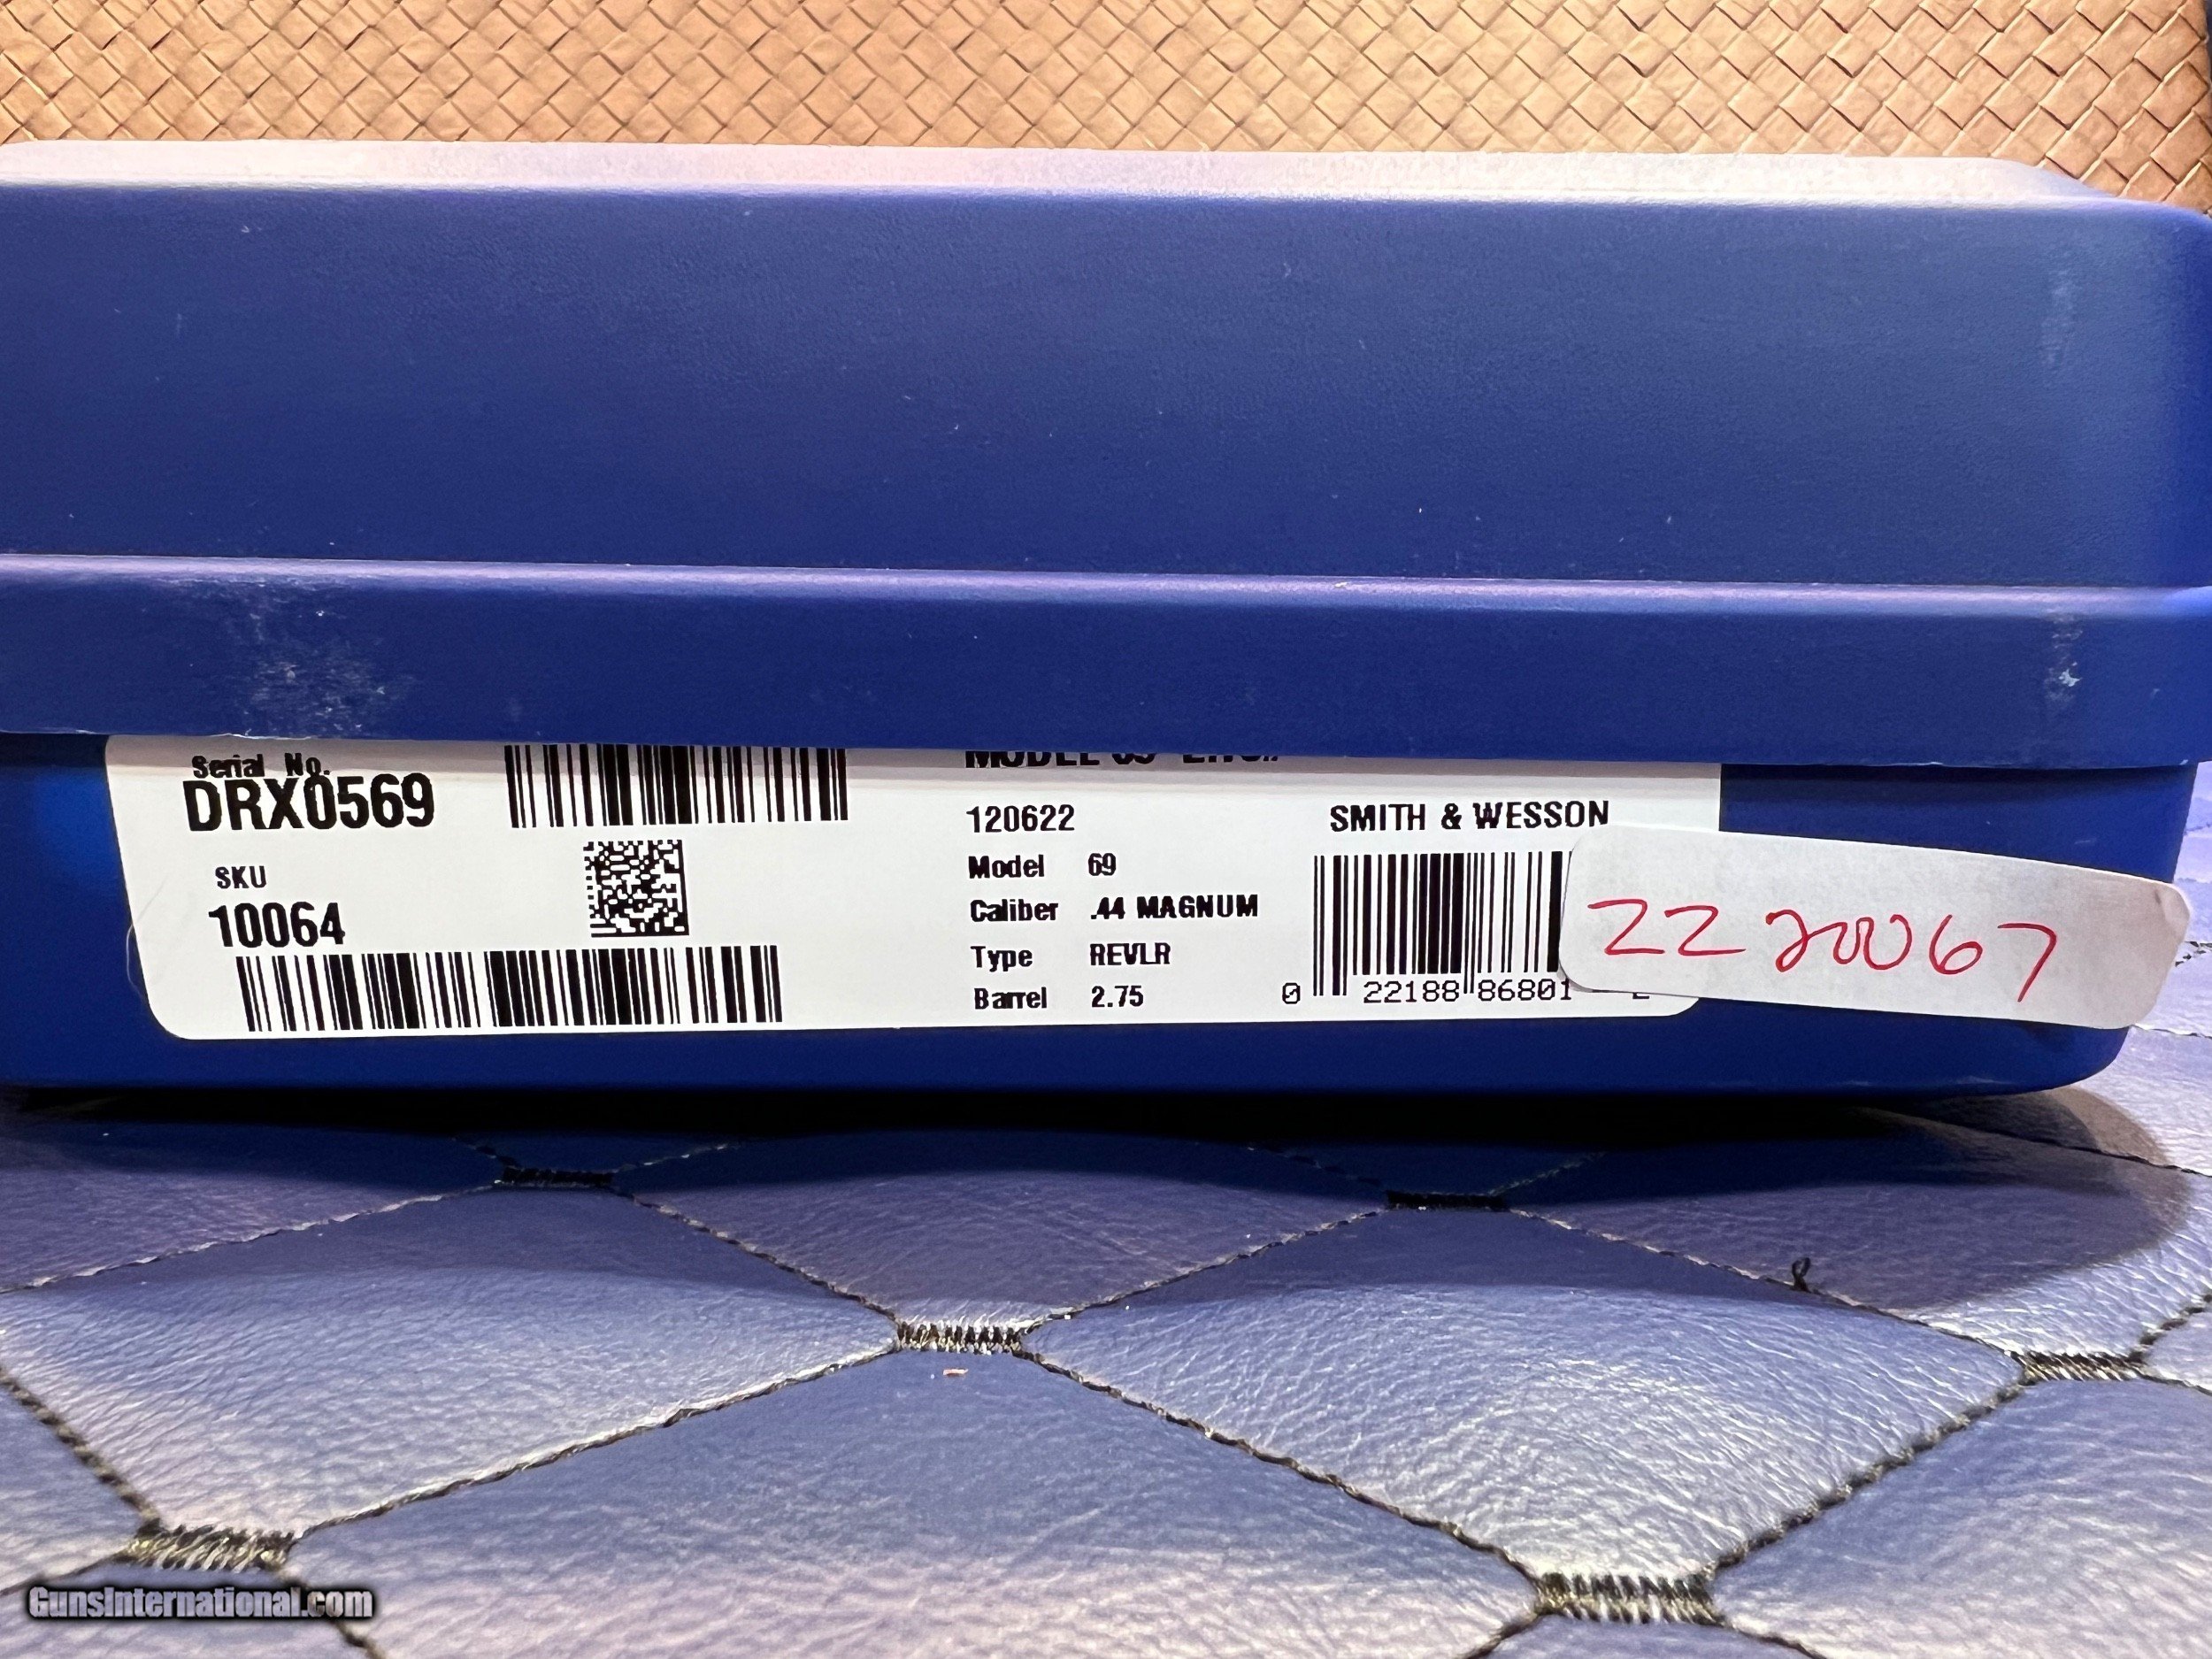 Serial No.
DRX0569
SKU
10064
120622
Model 69
Caliber .44 MAGNUM
Type REVLR
Barrel 2.75
SMITH & WESSON
0 22188 86801
2220067
GunsInternational.com